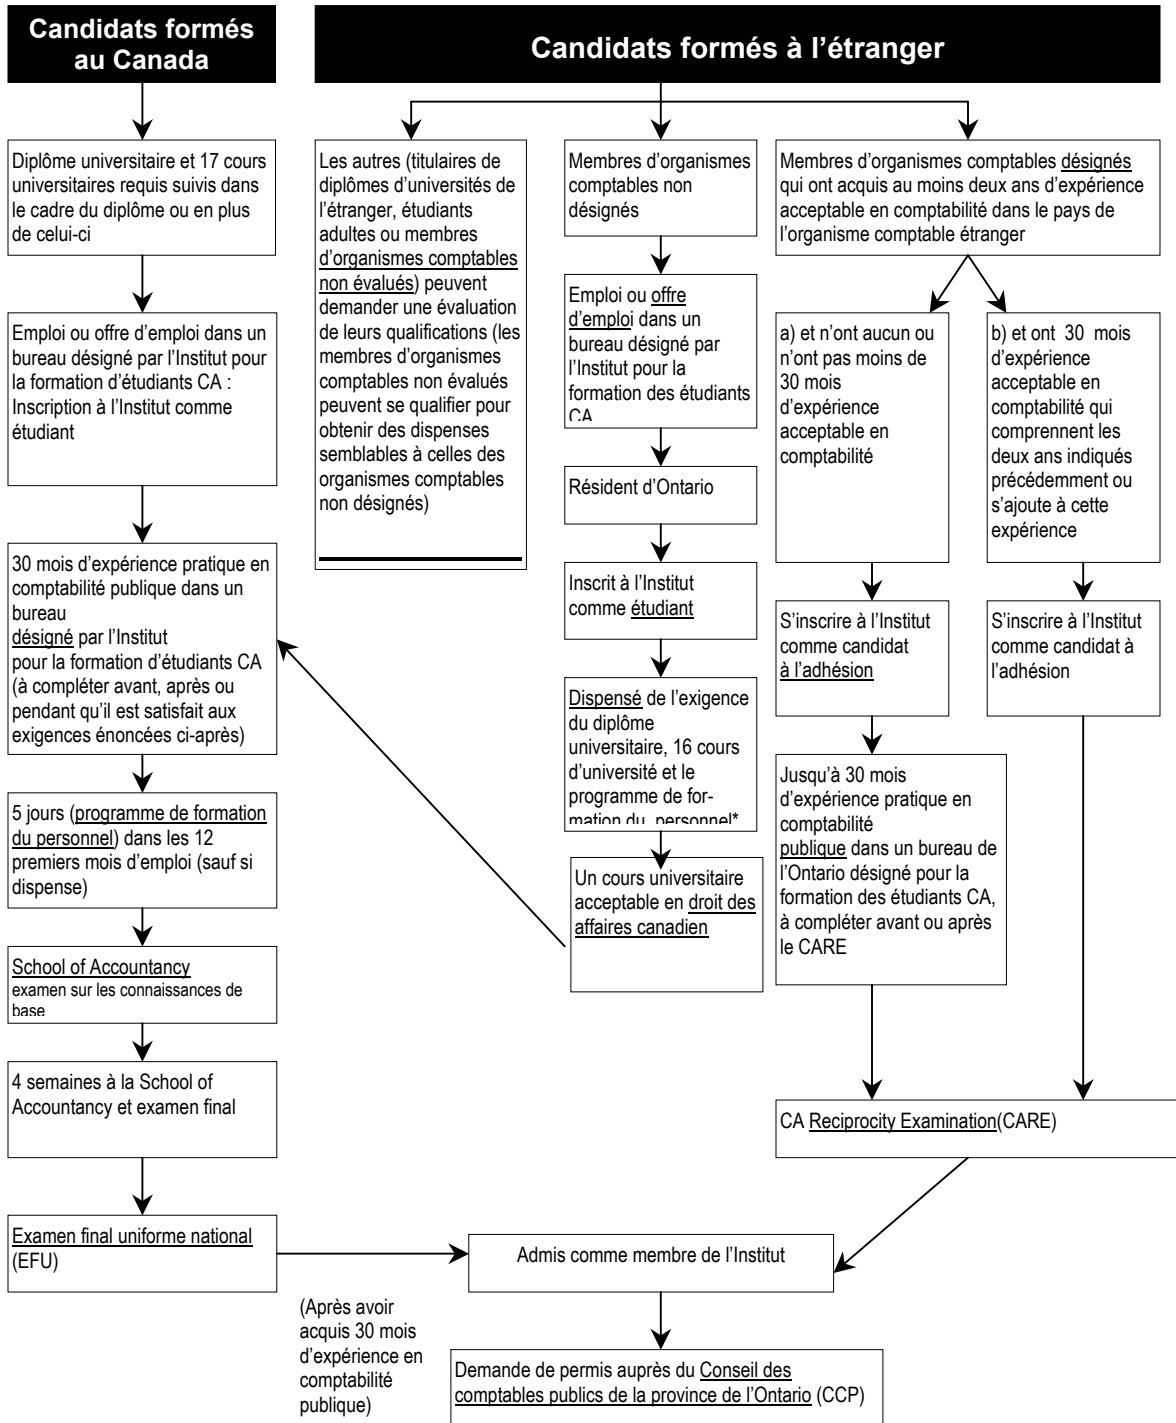 Candidats formés
au Canada
Candidats formés à l’étranger
Diplôme universitaire et 17 cours
universitaires requis suivis dans
le cadre du diplôme ou en plus
de celui-ci
Emploi ou offre d’emploi dans un
bureau désigné par l’Institut pour
la formation d’étudiants CA :
Inscription à l’Institut comme
étudiant
30 mois d’expérience pratique en
comptabilité publique dans un
bureau
désigné par l’Institut
pour la formation d’étudiants CA
(à compléter avant, après ou
pendant qu’il est satisfait aux
exigences énoncées ci-après)
5 jours (programme de formation
du personnel) dans les 12
premiers mois d’emploi (sauf si
dispense)
School of Accountancy
examen sur les connaissances de
base
4 semaines à la School of
Accountancy et examen final
Examen final uniforme national
(EFU)
Les autres (titulaires de
diplômes d’universités de
l’étranger, étudiants
adultes ou membres
d’organismes comptables
non évalués) peuvent
demander une évaluation
de leurs qualifications (les
membres d’organismes
comptables non évalués
peuvent se qualifier pour
obtenir des dispenses
semblables à celles des
organismes comptables
non désignés)
Membres d’organismes
comptables non
désignés
Emploi ou offre
d’emploi dans un
bureau désigné par
l’Institut pour la
formation des étudiants
CA
Résident d’Ontario
Inscrit à l’Institut
comme étudiant
Dispensé de l’exigence
du diplôme
universitaire, 16 cours
d’université et le
programme de for-
mation du personnel*
Un cours universitaire
acceptable en droit des
affaires canadien
Membres d’organismes comptables désignés
qui ont acquis au moins deux ans d’expérience
acceptable en comptabilité dans le pays de
l’organisme comptable étranger
a) et n’ont aucun ou
n’ont pas moins de
30 mois
d’expérience
acceptable en
comptabilité
S’inscrire à l’Institut
comme candidat
à l’adhésion
Jusqu’à 30 mois
d’expérience pratique en
comptabilité
publique dans un bureau de
l’Ontario désigné pour la
formation des étudiants CA,
à compléter avant ou après
le CARE
b) et ont 30 mois
d’expérience
acceptable en
comptabilité qui
comprennent les
deux ans indiqués
précédemment ou
s’ajoute à cette
expérience
S’inscrire à l’Institut
comme candidat à
l’adhésion
CA Reciprocity Examination(CARE)
Admis comme membre de l’Institut
(Après avoir
acquis 30 mois
d’expérience en
comptabilité
publique)
Demande de permis auprès du Conseil des
comptables publics de la province de l’Ontario (CCP)